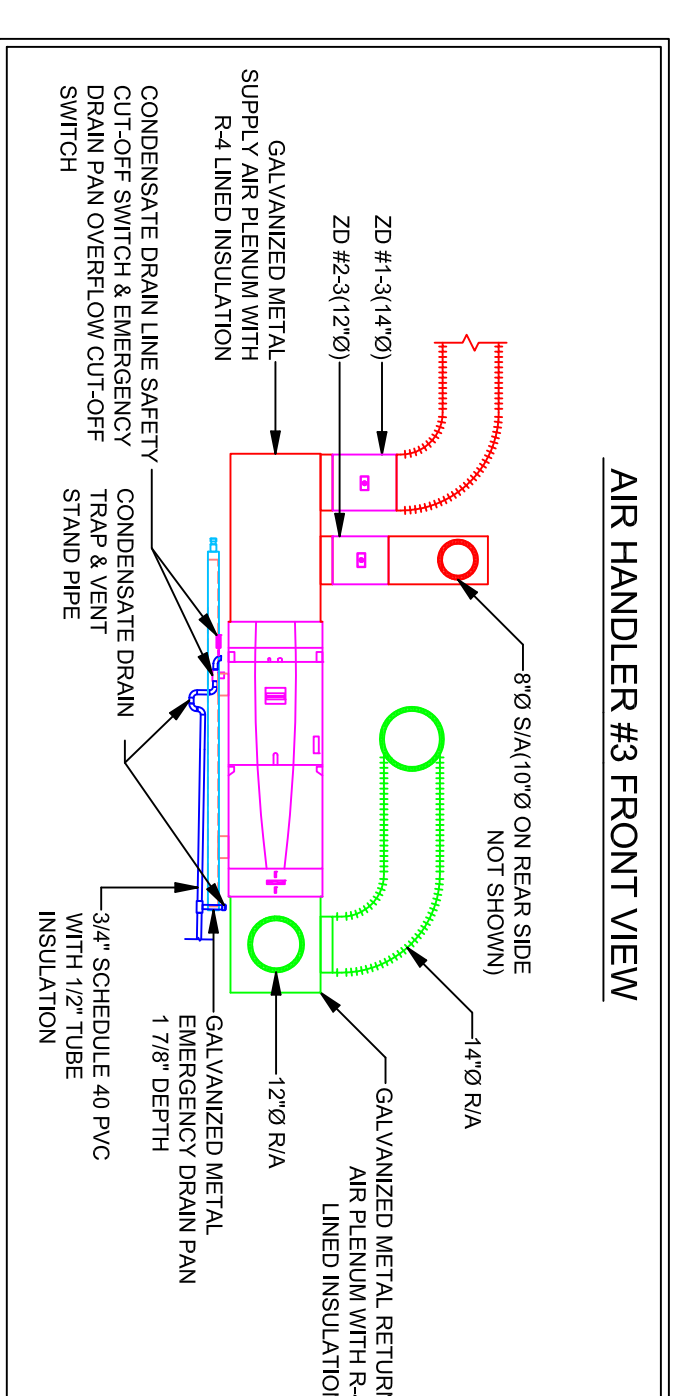 AIR HANDLER #3 FRONT VIEW
ZD #1-3(14"Ø)
ZD #2-3(12"Ø)
GALVANIZED METAL
SUPPLY AIR PLENUM WITH
R-4 LINED INSULATION
CONDENSATE DRAIN LINE SAFETY
CUT-OFF SWITCH & EMERGENCY
DRAIN PAN OVERFLOW CUT-OFF
SWITCH
CONDENSATE DRAIN
TRAP & VENT
STAND PIPE
8"Ø S/A(10"Ø ON REAR SIDE
NOT SHOWN)
14"Ø R/A
GALVANIZED METAL RETURN
AIR PLENUM WITH R-
LINED INSULATION
12"Ø R/A
GALVANIZED METAL
EMERGENCY DRAIN PAN
1 7/8" DEPTH
3/4" SCHEDULE 40 PVC
WITH 1/2" TUBE
INSULATION